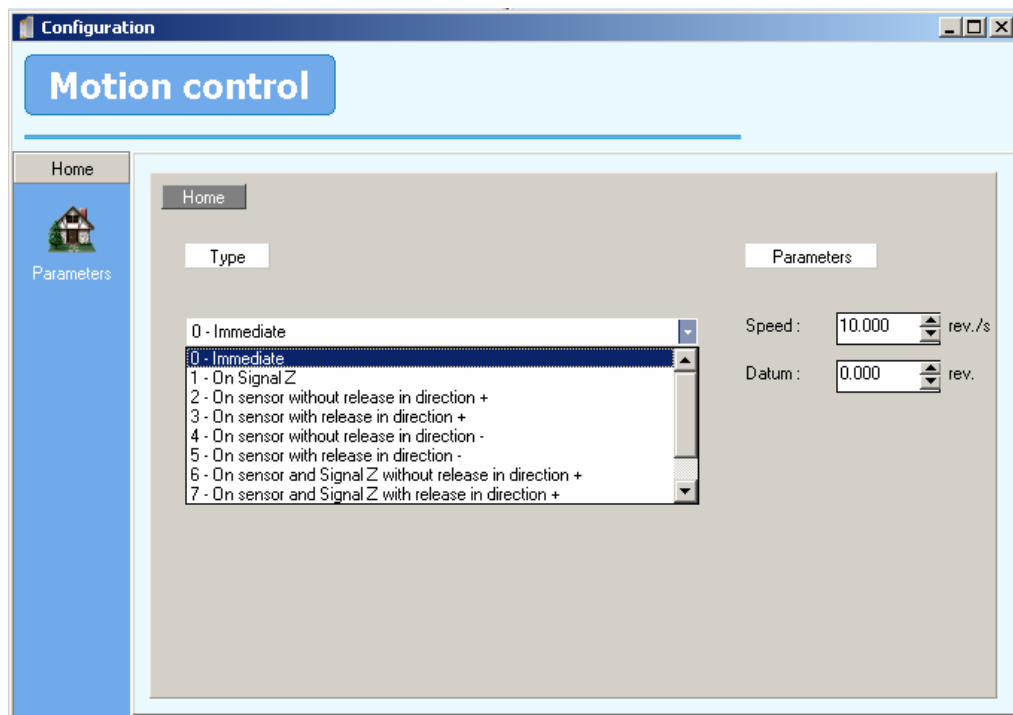 Configuration
Motion control
Home
Parameters
Home
Type
0 - Immediate
0 - Immediate
1 - On Signal Z
2 - On sensor without release in direction +
3 - On sensor with release in direction +
4 - On sensor without release in direction -
5 - On sensor with release in direction -
6 - On sensor and Signal Z without release in direction +
7 - On sensor and Signal Z with release in direction +
Parameters
Speed : 10.000 rev./s
Datum : 0.000 rev.